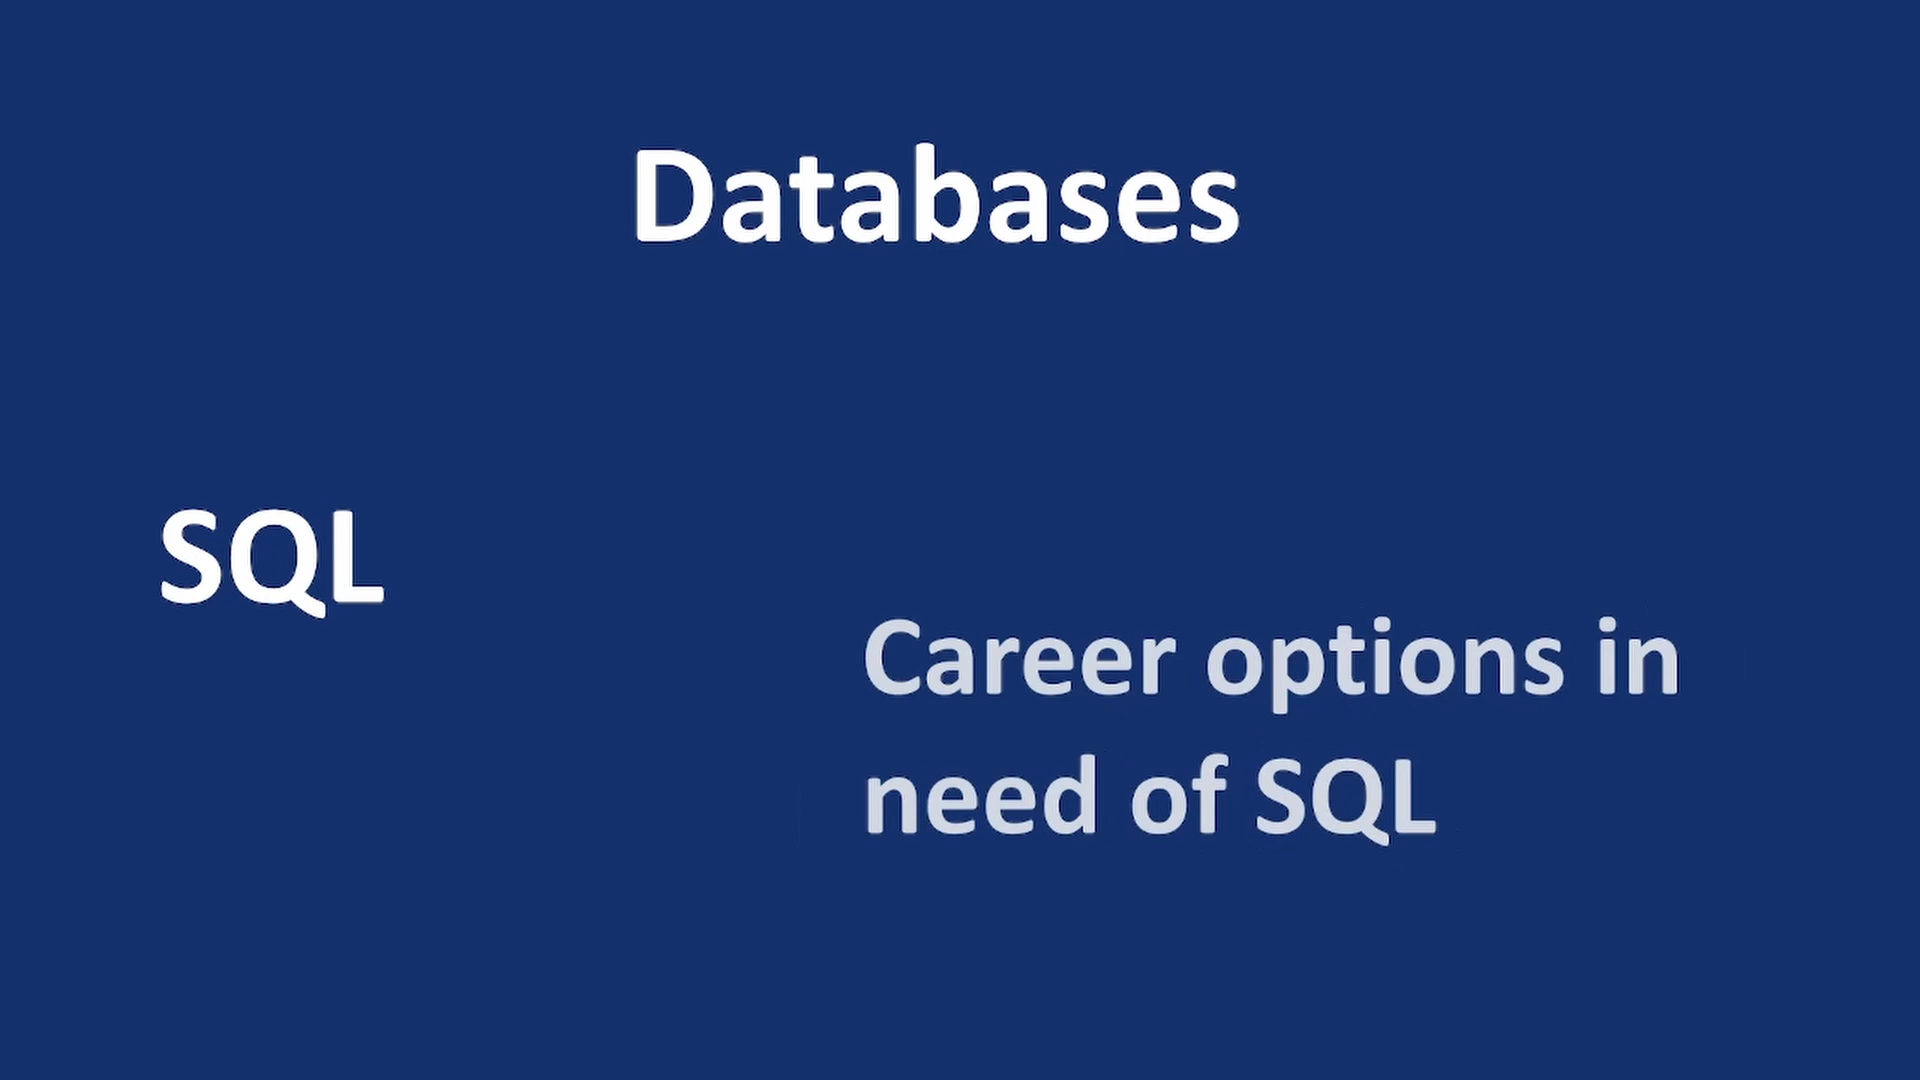 Databases
SQL
Career options in
need of SQL